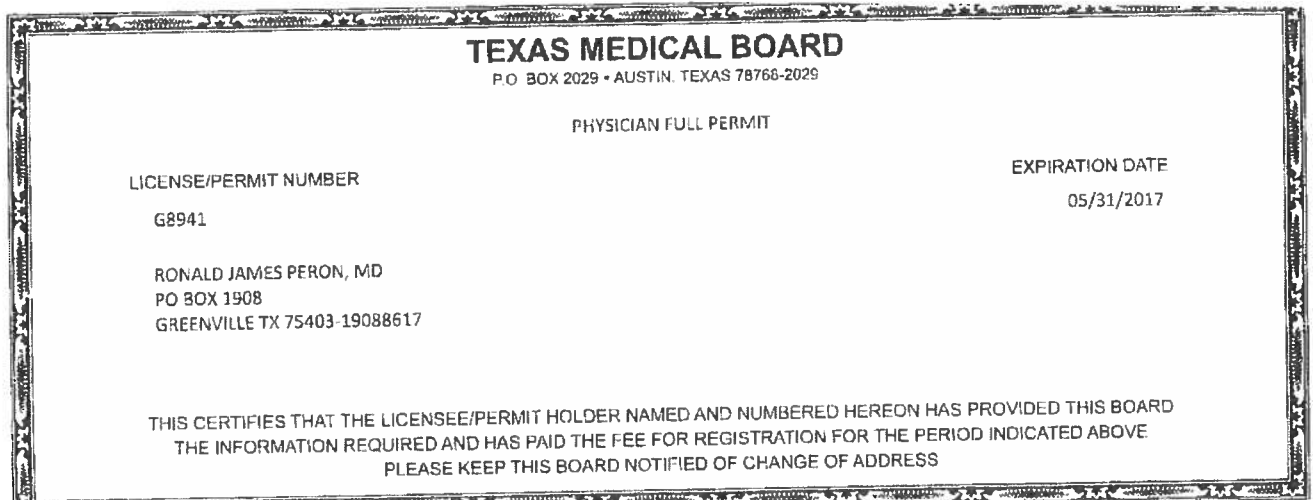 TEXAS MEDICAL BOARD
P.O. BOX 2029 • AUSTIN, TEXAS 78768-2029
PHYSICIAN FULL PERMIT
LICENSE/PERMIT NUMBER
EXPIRATION DATE
G8941
05/31/2017
RONALD JAMES PERON, MD
PO BOX 1908
GREENVILLE TX 75403-19088617
THIS CERTIFIES THAT THE LICENSEE/PERMIT HOLDER NAMED AND NUMBERED HEREON HAS PROVIDED THIS BOARD
THE INFORMATION REQUIRED AND HAS PAID THE FEE FOR REGISTRATION FOR THE PERIOD INDICATED ABOVE.
PLEASE KEEP THIS BOARD NOTIFIED OF CHANGE OF ADDRESS